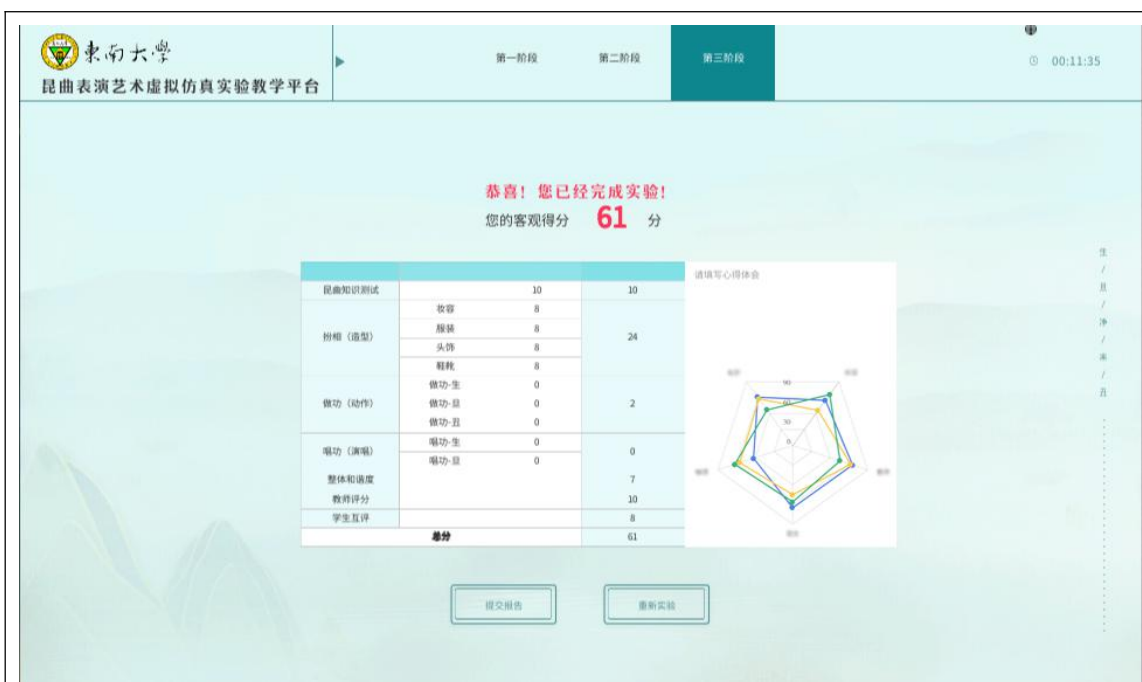 東南大學
昆曲表演艺术虚拟仿真实验教学平台
第一阶段
第二阶段
第三阶段
00:11:35
恭喜！您已经完成实验！
您的客观得分 61 分
昆曲知识测试 10 10
扮相（造型） 24
妆容 8
服装 8
头饰 8
鞋靴 8
做功（动作） 2
做功-生 0
做功-旦 0
做功-丑 0
唱功（演唱） 0
唱功-生 0
唱功-旦 0
整体和谐度 7
教师评分 10
学生互评 8
总分 61
请填写心得体会
90
60
30
0
生/旦/净/末/丑
提交报告
重新实验